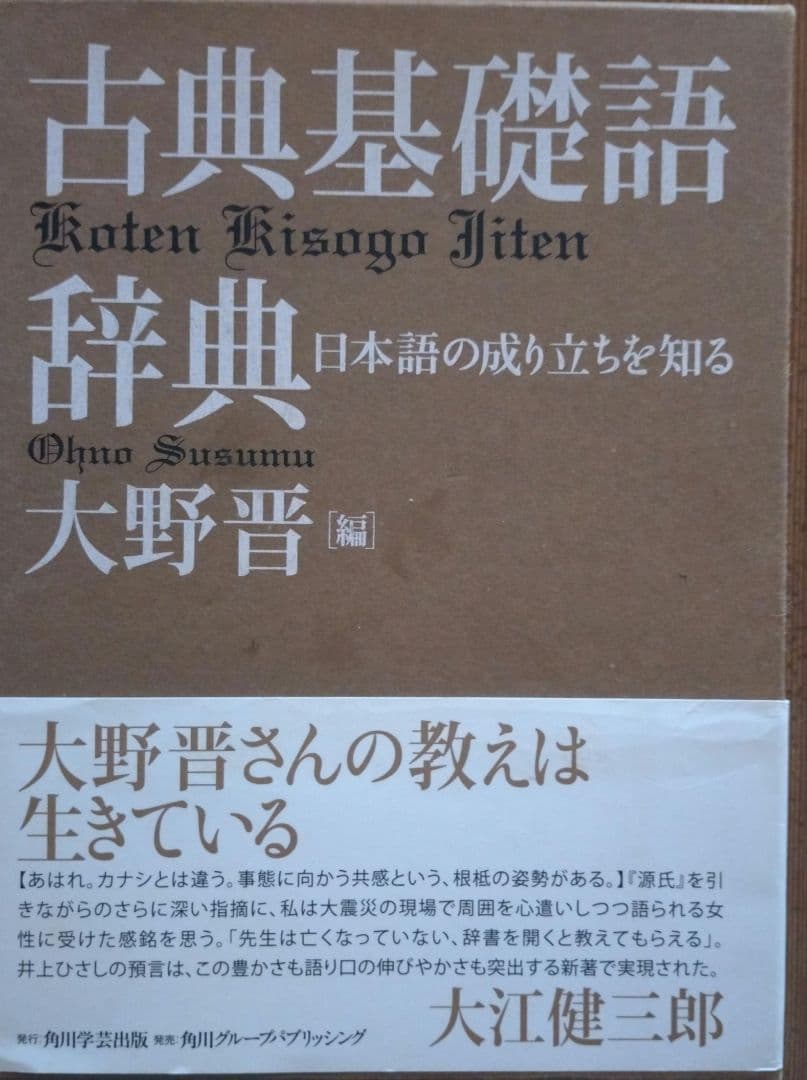 古典基礎語
Koten Kisogo Jiten
辞典 日本語の成り立ちを知る
Ohno Susumu
大野晋[編]
大野晋さんの教えは
生きている
【あはれ。カナシとは違う。事態に向かう共感という、根柢の姿勢がある。】『源氏』を引
きながらのさらに深い指摘に、私は大震災の現場で周囲を心遣いしつつ語られる女
性に受けた感銘を思う。「先生は亡くなっていない、辞書を開くと教えてもらえる」。
井上ひさしの預言は、この豊かさも語り口の伸びやかさも突出する新著で実現された。
大江健三郎
発行:角川学芸出版 発売:角川グループパブリッシング